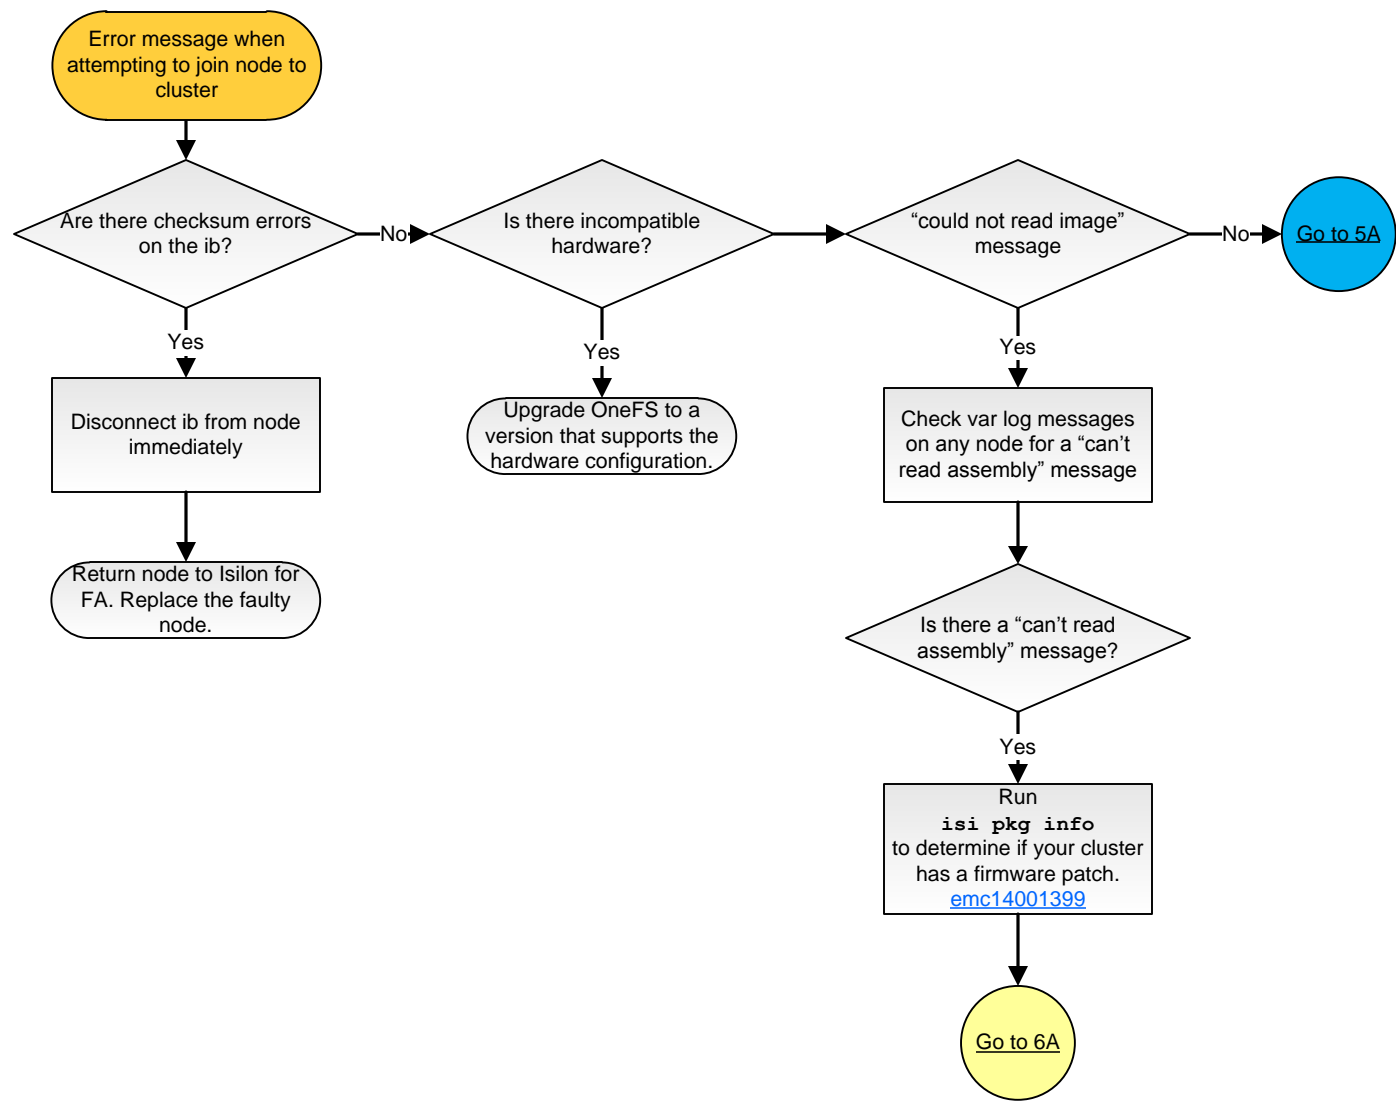 Error message when
attempting to join node to
cluster
Are there checksum errors
on the ib?
No
Is there incompatible
hardware?
“could not read image”
message
No
Go to 5A
Yes
Disconnect ib from node
immediately
Return node to Isilon for
FA. Replace the faulty
node.
Yes
Upgrade OneFS to a
version that supports the
hardware configuration.
Yes
Check var log messages
on any node for a “can’t
read assembly” message
Is there a “can’t read
assembly” message?
Yes
Run
isi pkg info
to determine if your cluster
has a firmware patch.
emc14001399
Go to 6A